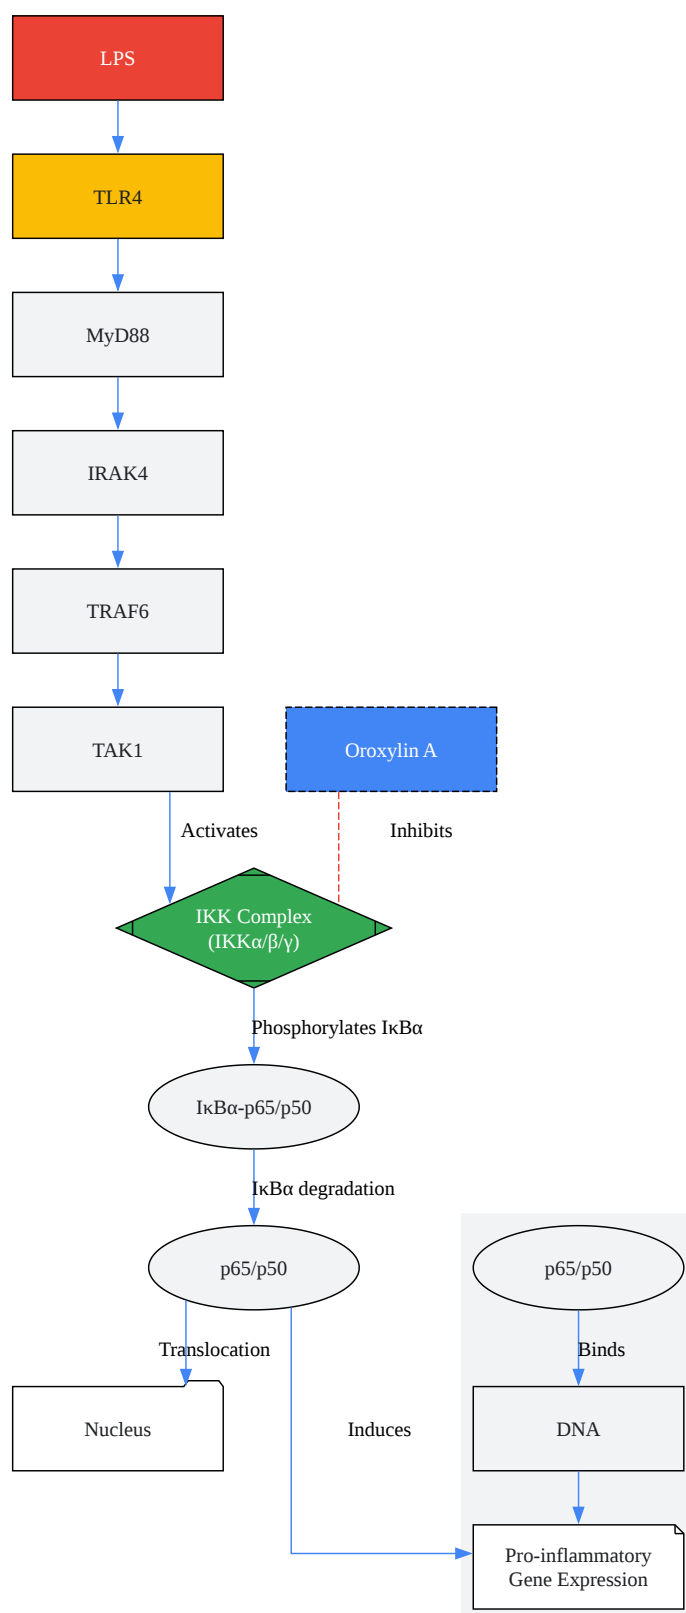 LPS
TLR4
MyD88
IRAK4
TRAF6
TAK1
Oroxylin A
Activates
Inhibits
IKK Complex
(IKKα/β/γ)
Phosphorylates IκBα
IκBα-p65/p50
IκBα degradation
p65/p50
p65/p50
Translocation
Binds
Nucleus
Induces
DNA
Pro-inflammatory
Gene Expression